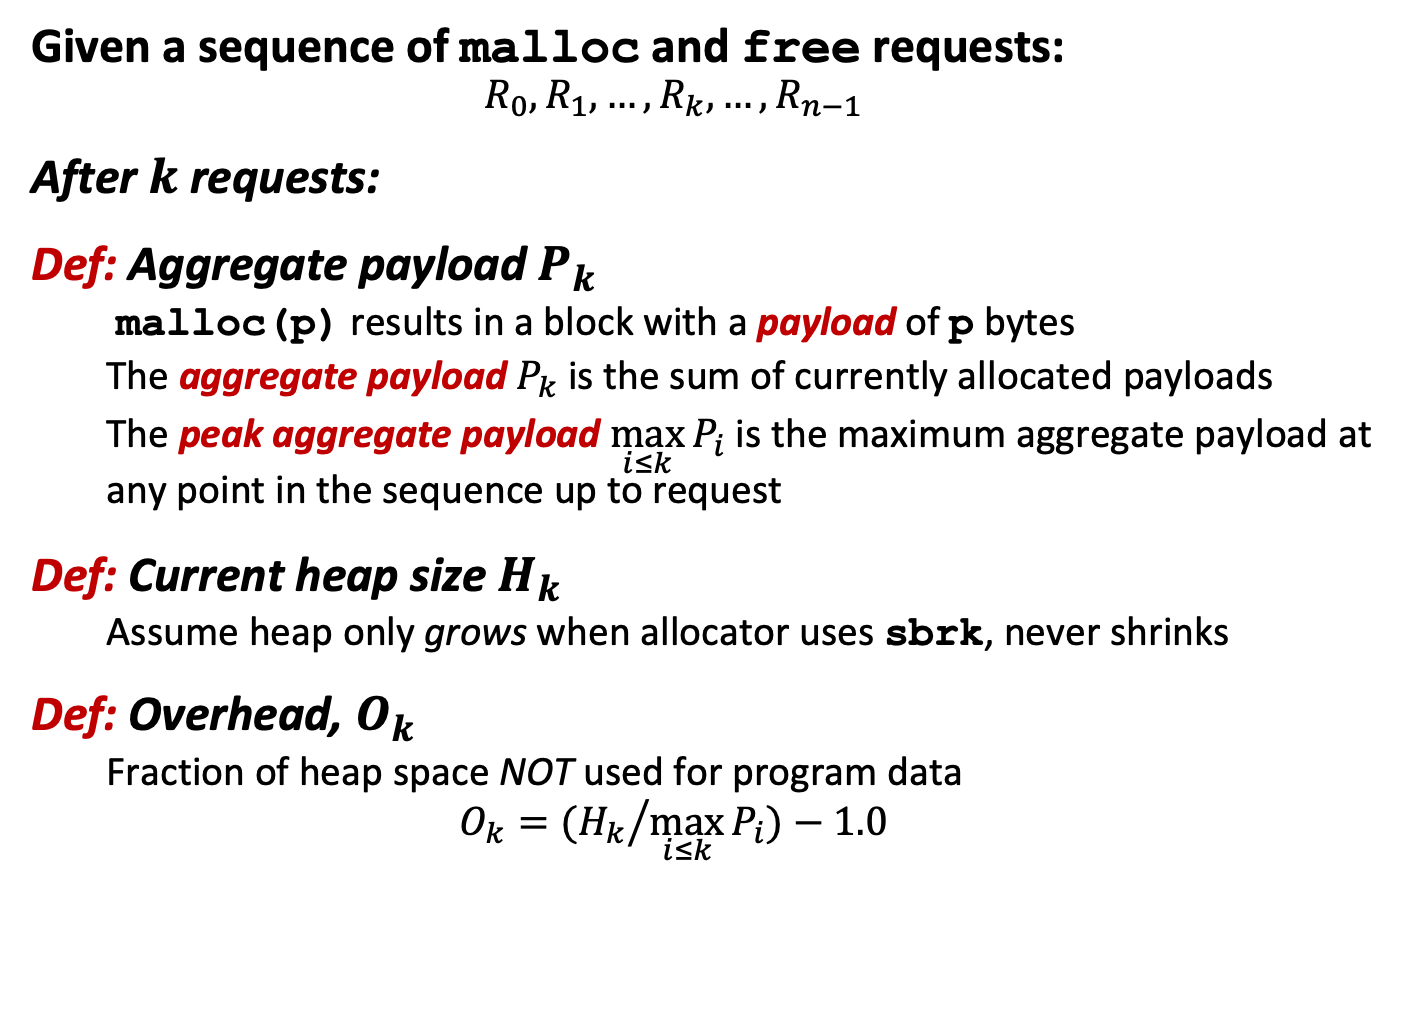 Given a sequence of malloc and free requests:
R₀, R₁, … , Rₖ, … , Rₙ₋₁
After k requests:
Def: Aggregate payload Pₖ
malloc(p) results in a block with a payload of p bytes
The aggregate payload Pₖ is the sum of currently allocated payloads
The peak aggregate payload max Pᵢ is the maximum aggregate payload at
i≤k
any point in the sequence up to request
Def: Current heap size Hₖ
Assume heap only grows when allocator uses sbrk, never shrinks
Def: Overhead, Oₖ
Fraction of heap space NOT used for program data
Oₖ = (Hₖ/max Pᵢ) − 1.0
i≤k